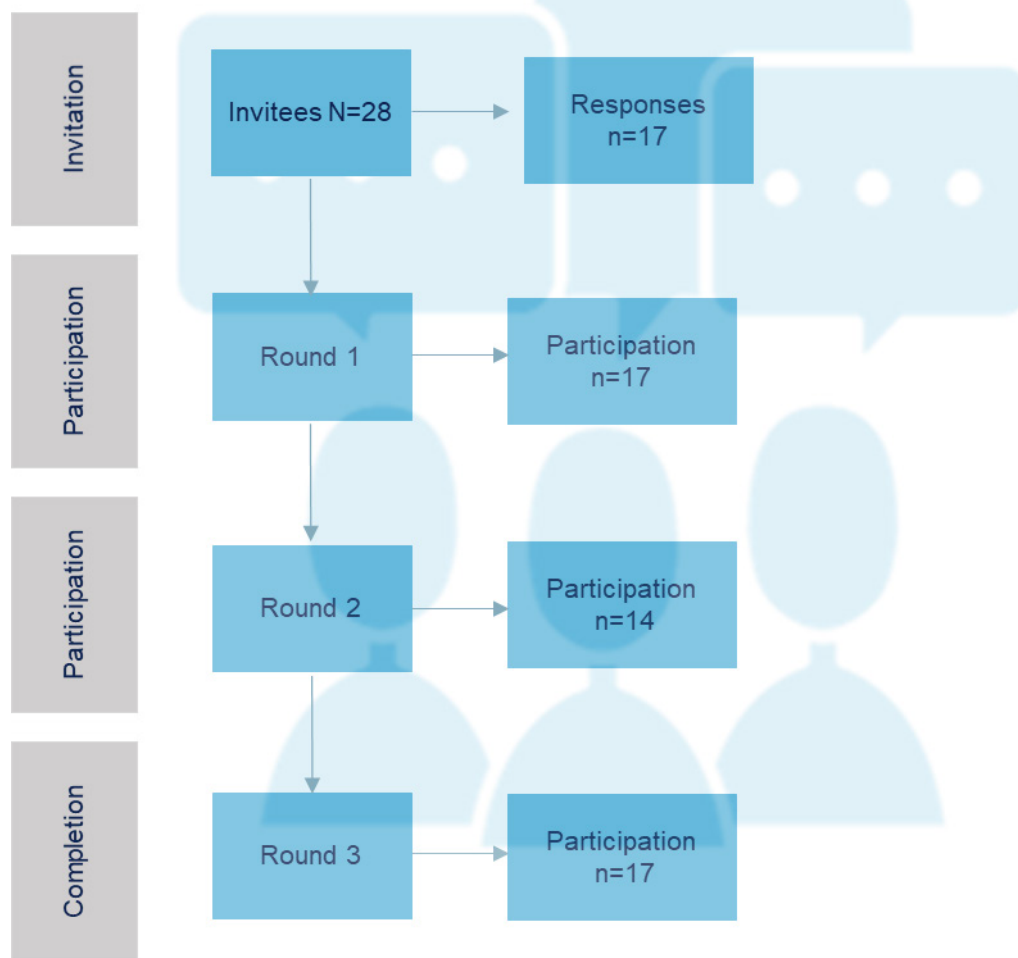 Invitation
Invitees N=28
Responses
n=17
Participation
Round 1
Participation
n=17
Participation
Round 2
Participation
n=14
Completion
Round 3
Participation
n=17